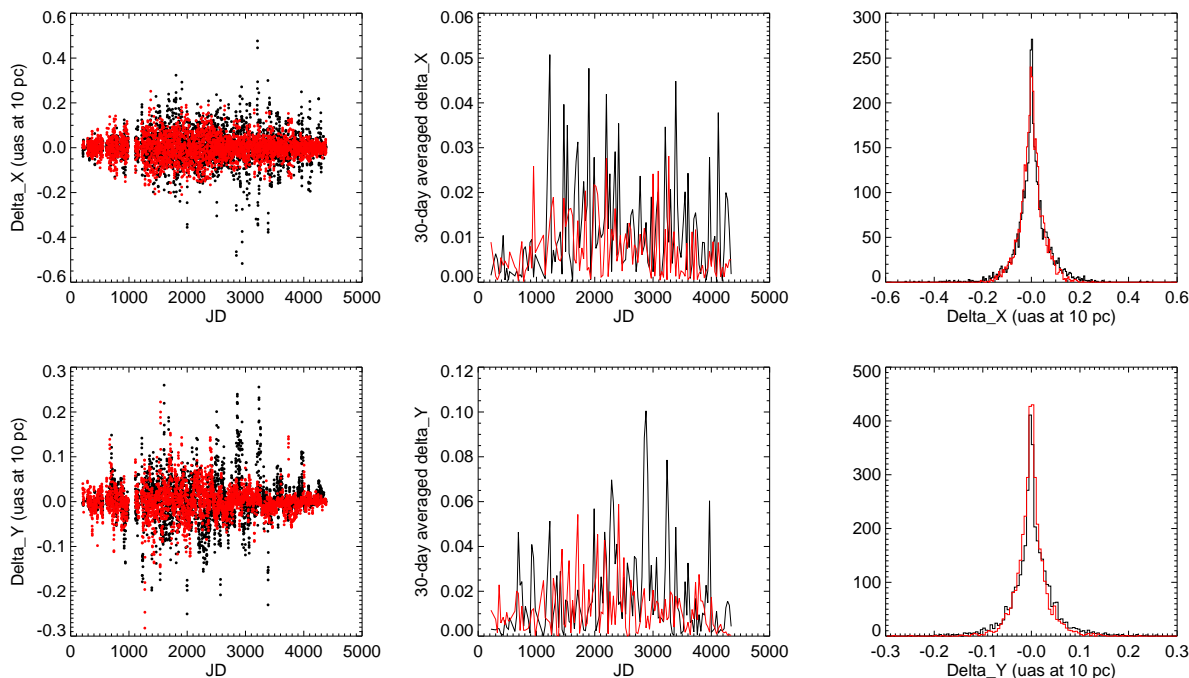 0.6
0.4
0.2
0.0
-0.2
-0.4
-0.6
Delta_X (uas at 10 pc)
0 1000 2000 3000 4000 5000
JD
0.06
0.05
0.04
0.03
0.02
0.01
0.00
30-day averaged delta_X
0 1000 2000 3000 4000 5000
JD
300
250
200
150
100
50
0
-0.6 -0.4 -0.2 -0.0 0.2 0.4 0.6
Delta_X (uas at 10 pc)
0.3
0.2
0.1
0.0
-0.1
-0.2
-0.3
Delta_Y (uas at 10 pc)
0 1000 2000 3000 4000 5000
JD
0.12
0.10
0.08
0.06
0.04
0.02
0.00
30-day averaged delta_Y
0 1000 2000 3000 4000 5000
JD
500
400
300
200
100
0
-0.3 -0.2 -0.1 -0.0 0.1 0.2 0.3
Delta_Y (uas at 10 pc)